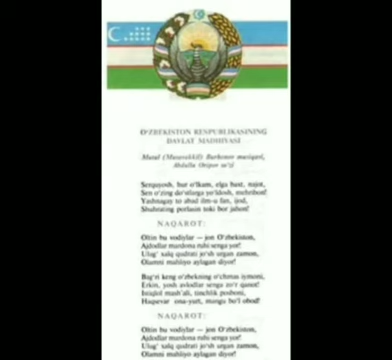 O'ZBEKISTON RESPUBLIKASINING
DAVLAT MADHIYASI
Mutal (Mutavakkil) Burhonov musiqasi,
Abdulla Oripov so'zi
Serquyosh, hur o'lkam, elga baxt, najot,
Sen o'zing do'stlarga yo'ldosh, mehribon!
Yashnagay to abad ilm-u fan, ijod,
Shuhrating porlasin toki bor jahon!
NAQAROT:
Oltin bu vodiylar — jon O'zbekiston,
Ajdodlar mardona ruhi senga yor!
Ulug' xalq qudrati jo'sh urgan zamon,
Olamni mahliyo aylagan diyor!
Bag'ri keng o'zbekning o'chmas iymoni,
Erkin, yosh avlodlar senga zo'r qanot!
Istiqlol mash'ali, tinchlik posboni,
Haqsevar ona-yurt, mangu bo'l obod!
NAQAROT:
Oltin bu vodiylar — jon O'zbekiston,
Ajdodlar mardona ruhi senga yor!
Ulug' xalq qudrati jo'sh urgan zamon,
Olamni mahliyo aylagan diyor!